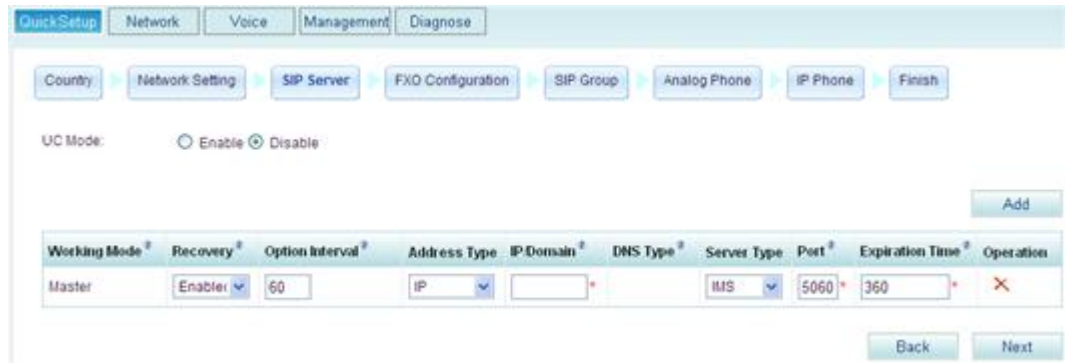 QuickSetup Network Voice Management Diagnose
Country Network Setting SIP Server FXO Configuration SIP Group Analog Phone IP Phone Finish
UC Mode: Enable Disable
Add
Working Mode Recovery Option Interval Address Type IP/Domain DNS Type Server Type Port Expiration Time Operation
Master Enable 60 IP * IMS 5060 * 360 *
Back Next